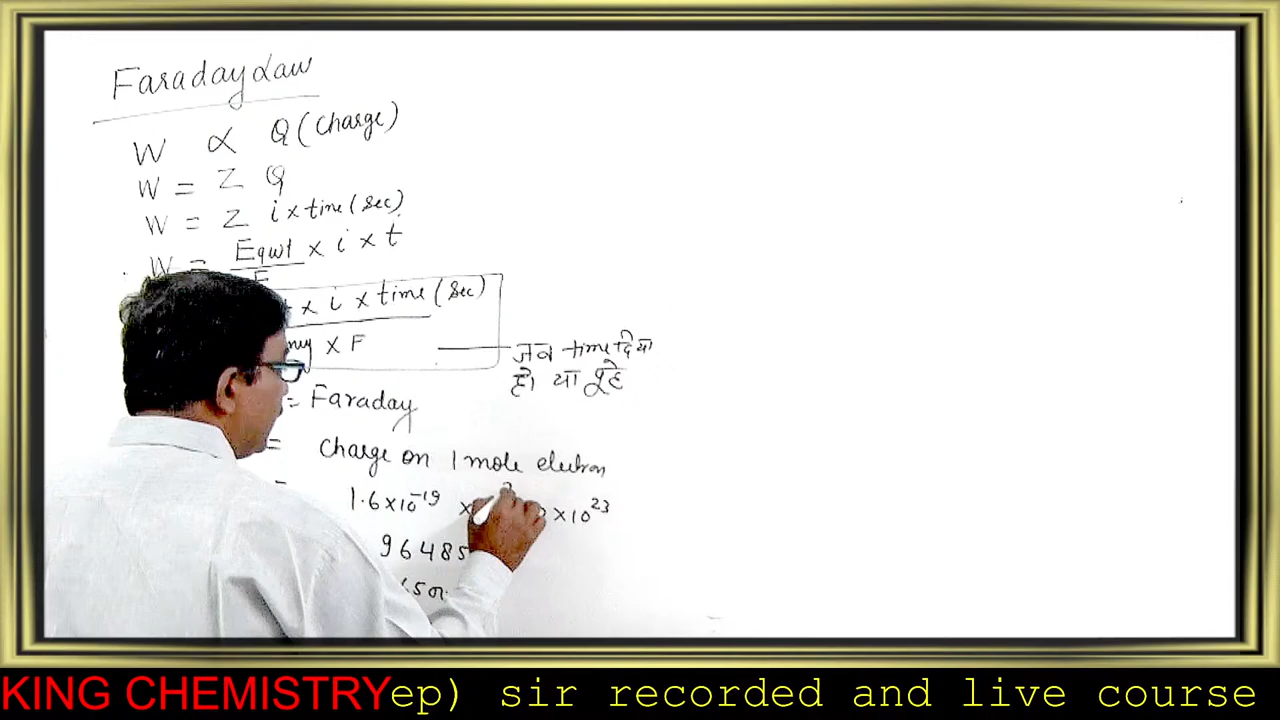 Faraday Law
W ∝ Q (Charge)
W = Z Q
W = Z i × time (sec)
W = Eqwt × i × t
× i × time (sec)
× F
जब time दिया
हो या पूछे
= Faraday
= Charge on 1 mole electron
= 1.6×10⁻¹⁹ × ×10²³
96485
KING CHEMISTRYep) sir recorded and live course